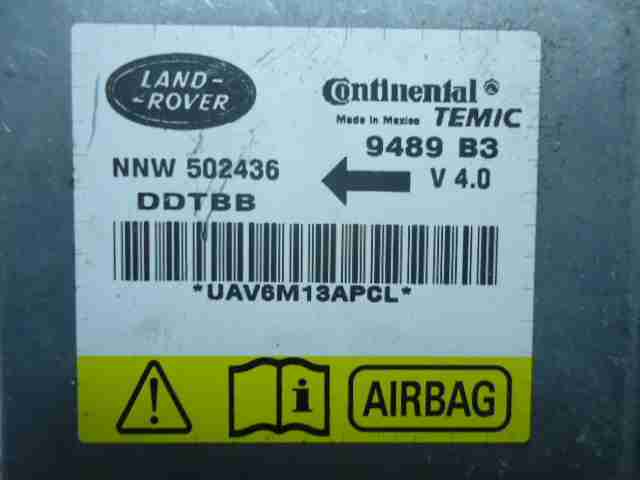 LAND-
-ROVER
Continental
Made in Mexico TEMIC
9489 B3
NNW 502436
V 4.0
DDTBB
*UAV6M13APCL*
AIRBAG